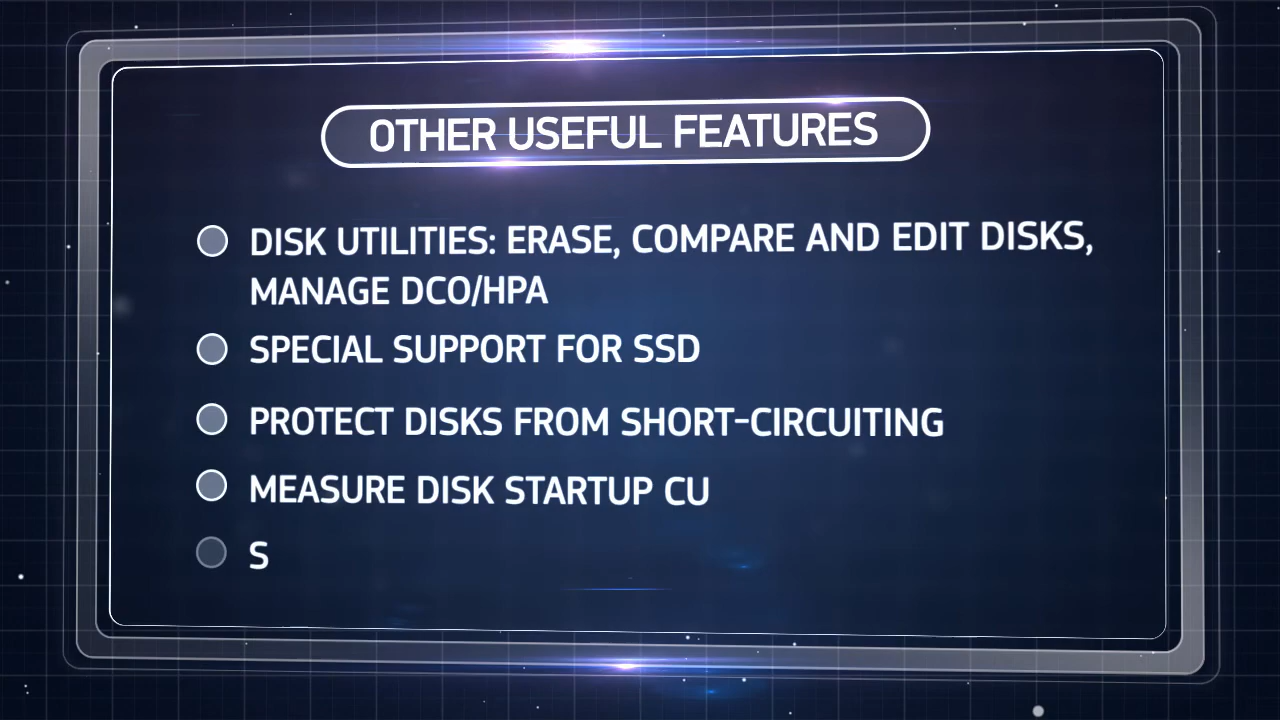 OTHER USEFUL FEATURES
DISK UTILITIES: ERASE, COMPARE AND EDIT DISKS,
MANAGE DCO/HPA
SPECIAL SUPPORT FOR SSD
PROTECT DISKS FROM SHORT-CIRCUITING
MEASURE DISK STARTUP CU
S